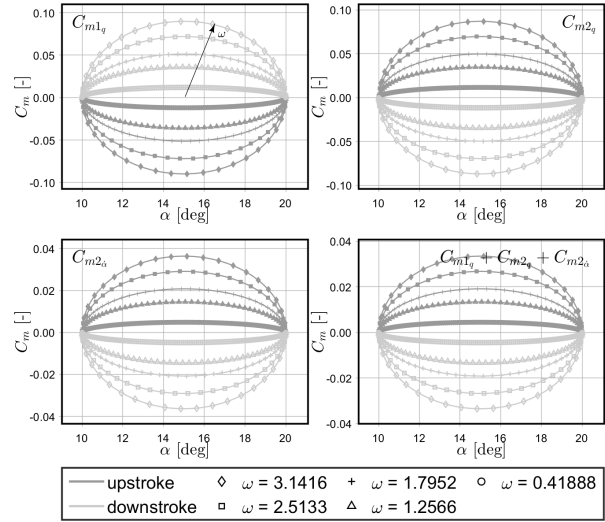 C_{m1_q}
ω
0.10
0.05
0.00
-0.05
-0.10
C_m [-]
10 12 14 16 18 20
α [deg]
C_{m2_q}
0.10
0.05
0.00
-0.05
-0.10
C_m [-]
10 12 14 16 18 20
α [deg]
C_{m2_{α̇}}
0.04
0.02
0.00
-0.02
-0.04
C_m [-]
10 12 14 16 18 20
α [deg]
C_{m1_q} + C_{m2_q} + C_{m2_{α̇}}
0.04
0.02
0.00
-0.02
-0.04
C_m [-]
10 12 14 16 18 20
α [deg]
upstroke ω = 3.1416 ω = 1.7952 ω = 0.41888
downstroke ω = 2.5133 ω = 1.2566